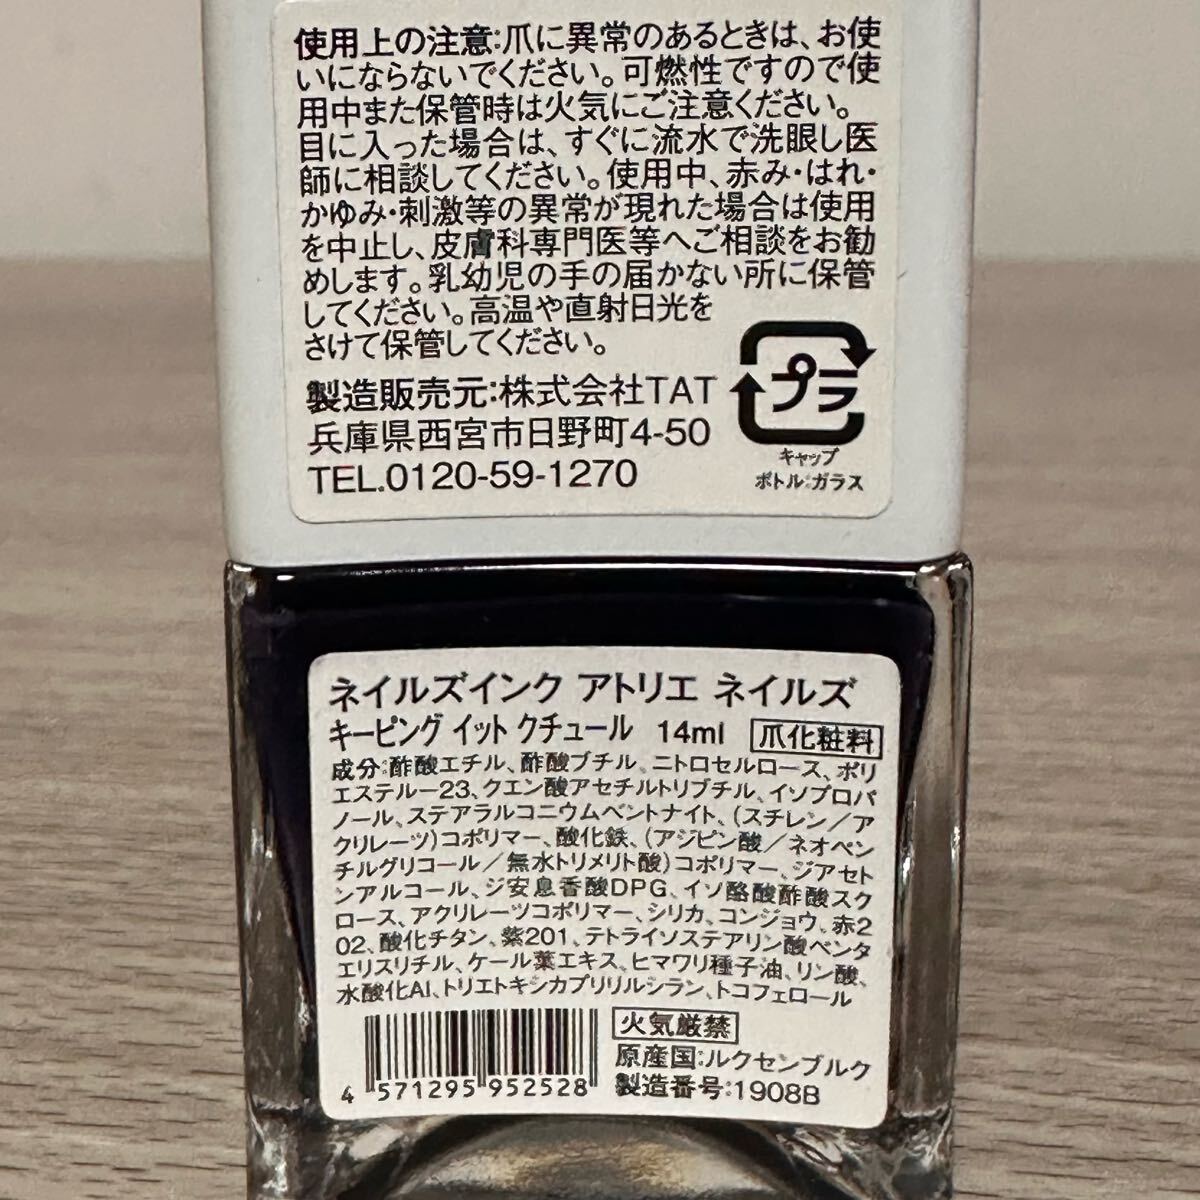 使用上の注意:爪に異常のあるときは、お使
いにならないでください。可燃性ですので使
用中また保管時は火気にご注意ください。
目に入った場合は、すぐに流水で洗眼し医
師に相談してください。使用中、赤み・はれ・
かゆみ・刺激等の異常が現れた場合は使用
を中止し、皮膚科専門医等へご相談をお勧
めします。乳幼児の手の届かない所に保管
してください。高温や直射日光を
さけて保管してください。
製造販売元:株式会社TAT
兵庫県西宮市日野町4-50
TEL.0120-59-1270
プラ
キャップ
ボトル:ガラス
ネイルズインク アトリエ ネイルズ
キーピング イット クチュール 14ml 爪化粧料
成分:酢酸エチル、酢酸ブチル、ニトロセルロース、ポリ
エステル-23、クエン酸アセチルトリブチル、イソプロパ
ノール、ステアラルコニウムベントナイト、(スチレン/ア
クリレーツ)コポリマー、酸化鉄、(アジピン酸/ネオペン
チルグリコール/無水トリメリト酸)コポリマー、ジアセト
ンアルコール、ジ安息香酸DPG、イソ酪酸酢酸スク
ロース、アクリレーツコポリマー、シリカ、コンジョウ、赤2
02、酸化チタン、紫201、テトライソステアリン酸ペンタ
エリスリチル、ケール葉エキス、ヒマワリ種子油、リン酸、
水酸化Al、トリエトキシカプリリルシラン、トコフェロール
火気厳禁
原産国:ルクセンブルク
製造番号:1908B
4 571295 952528